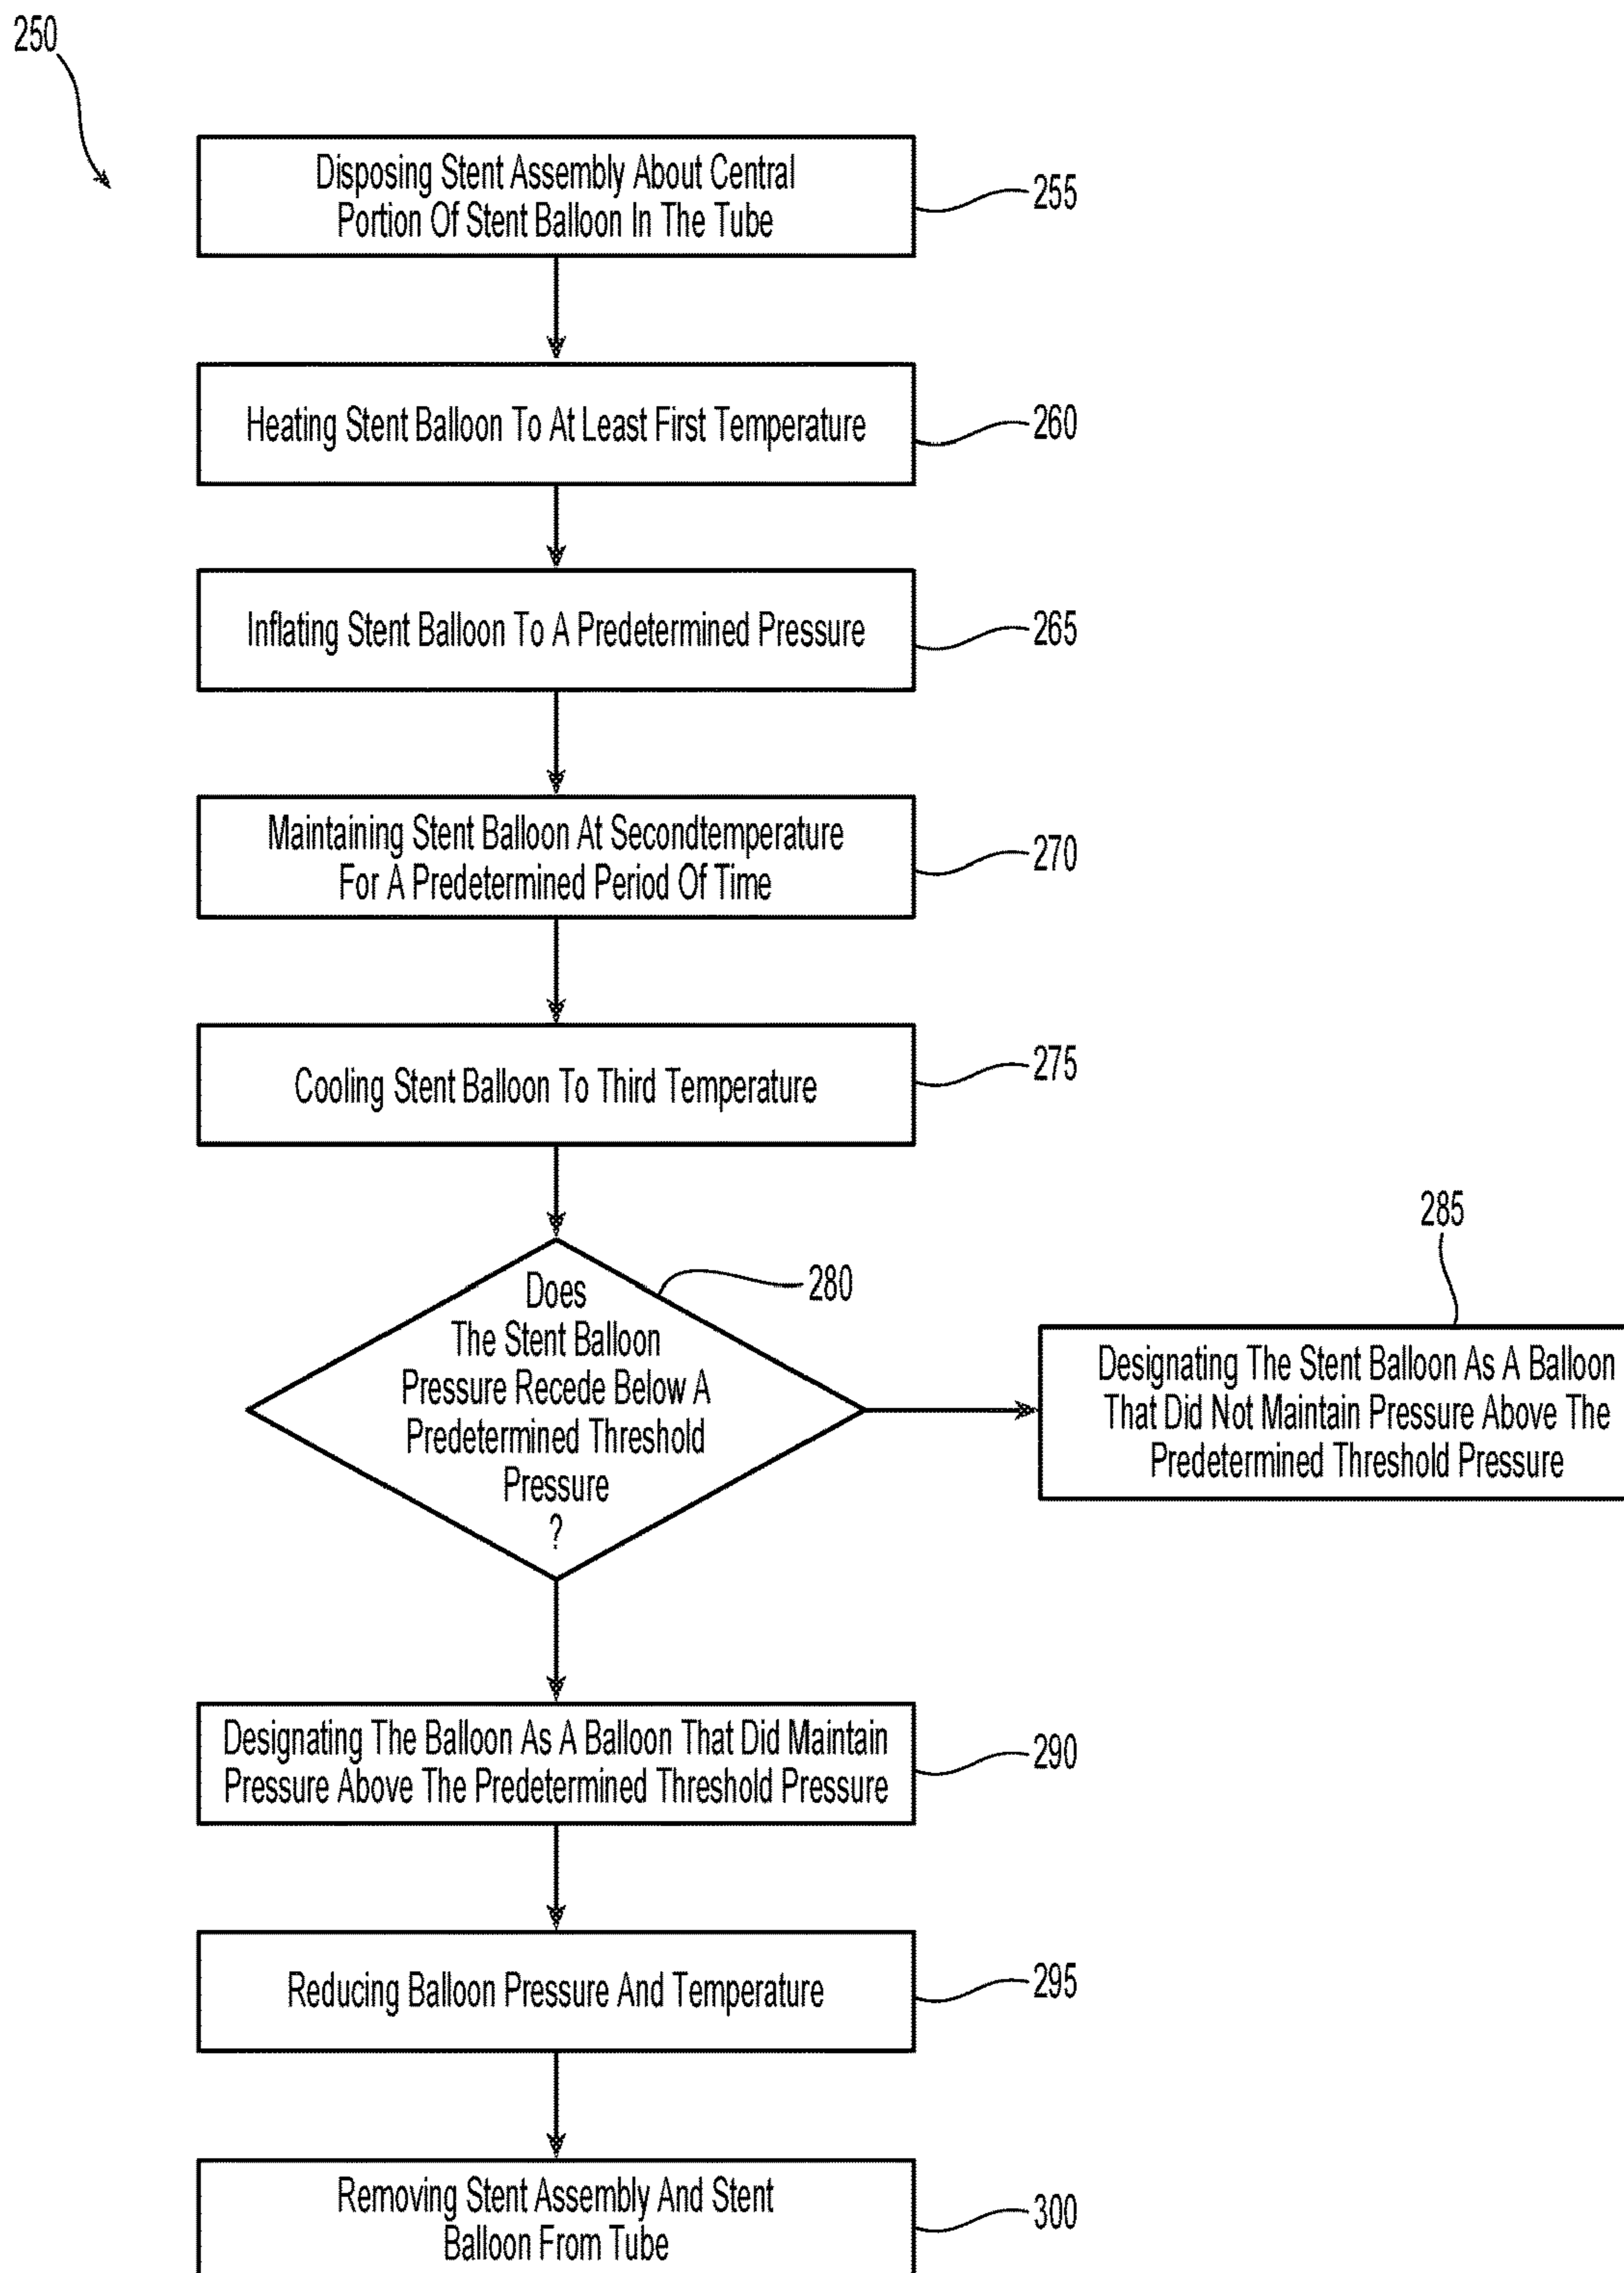 250
Disposing Stent Assembly About Central
Portion Of Stent Balloon In The Tube
255
Heating Stent Balloon To At Least First Temperature
260
Inflating Stent Balloon To A Predetermined Pressure
265
Maintaining Stent Balloon At Secondtemperature
For A Predetermined Period Of Time
270
Cooling Stent Balloon To Third Temperature
275
Does
The Stent Balloon
Pressure Recede Below A
Predetermined Threshold
Pressure
?
280
285
Designating The Stent Balloon As A Balloon
That Did Not Maintain Pressure Above The
Predetermined Threshold Pressure
Designating The Balloon As A Balloon That Did Maintain
Pressure Above The Predetermined Threshold Pressure
290
Reducing Balloon Pressure And Temperature
295
Removing Stent Assembly And Stent
Balloon From Tube
300